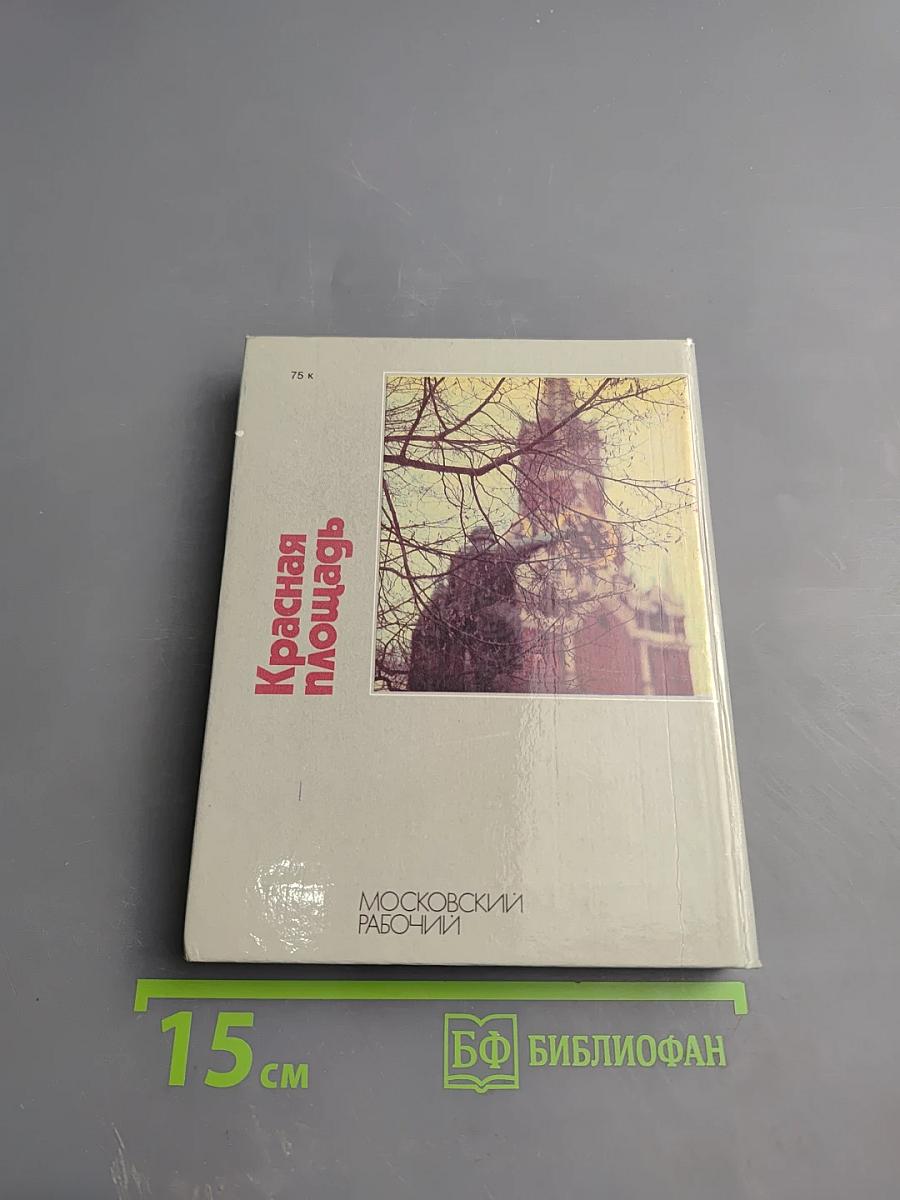 75 к
Красная
площадь
МОСКОВСКИЙ
РАБОЧИЙ
15 см
БФ БИБЛИОФАН